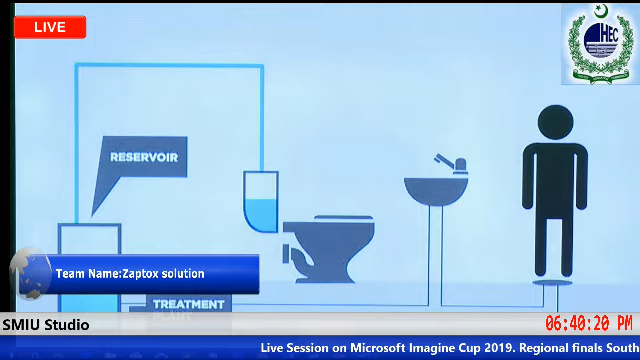 LIVE
HEC
RESERVOIR
Team Name:Zaptox solution
TREATMENT
SMIU Studio
06:40:20 PM
Live Session on Microsoft Imagine Cup 2019. Regional finals South